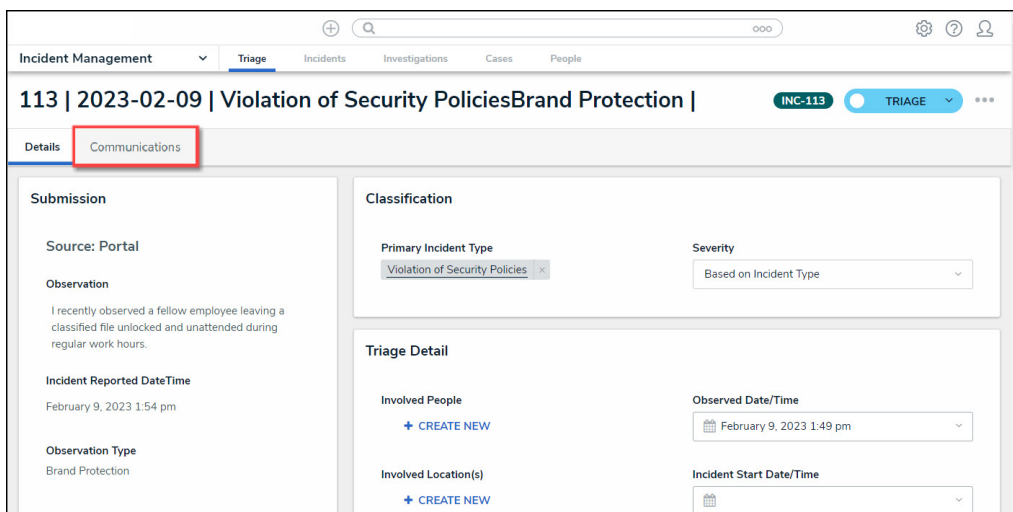 Incident Management
Triage Incidents Investigations Cases People
113 | 2023-02-09 | Violation of Security PoliciesBrand Protection |
INC-113 TRIAGE
Details Communications
Submission
Source: Portal
Observation
I recently observed a fellow employee leaving a
classified file unlocked and unattended during
regular work hours.
Incident Reported DateTime
February 9, 2023 1:54 pm
Observation Type
Brand Protection
Classification
Primary Incident Type
Violation of Security Policies ×
Severity
Based on Incident Type
Triage Detail
Involved People
+ CREATE NEW
Observed Date/Time
February 9, 2023 1:49 pm
Involved Location(s)
+ CREATE NEW
Incident Start Date/Time